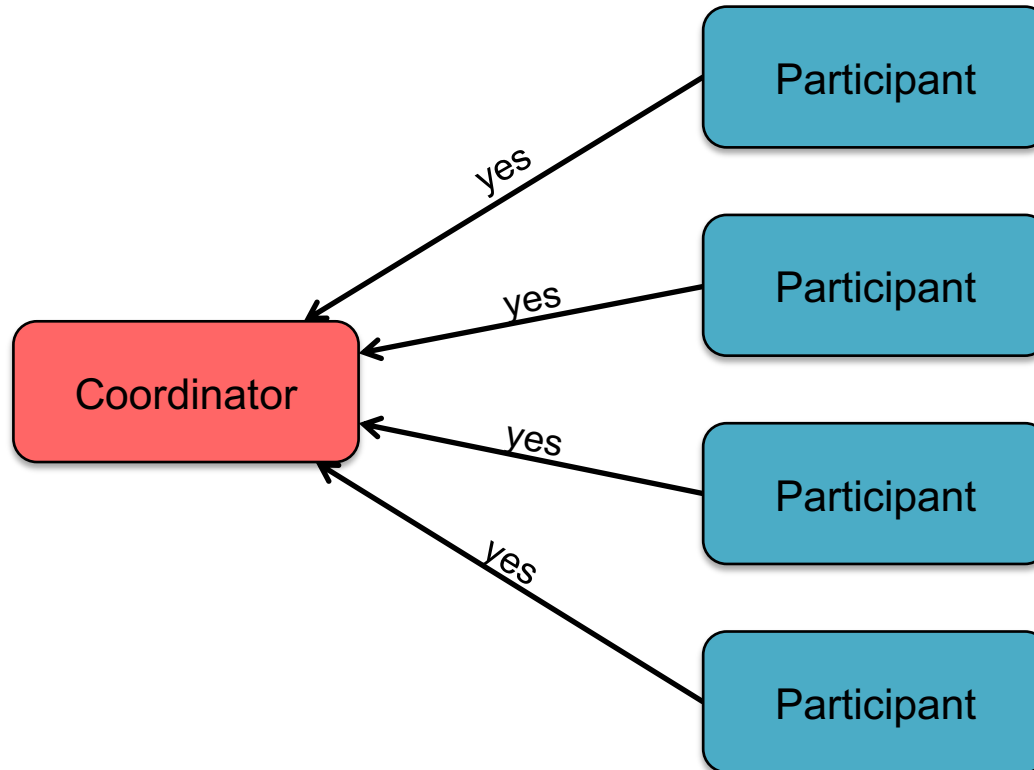 Participant
yes
Participant
yes
Coordinator
yes
Participant
yes
Participant